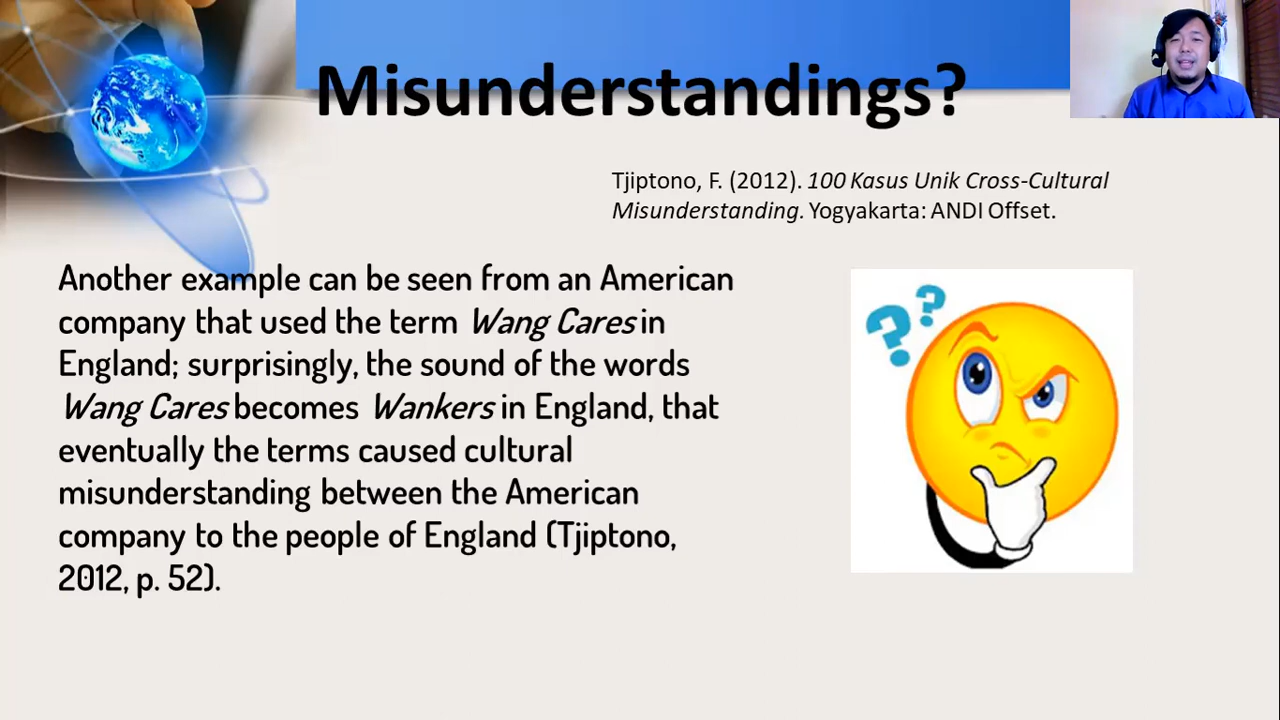 Misunderstandings?
Tjiptono, F. (2012). 100 Kasus Unik Cross-Cultural
Misunderstanding. Yogyakarta: ANDI Offset.
Another example can be seen from an American
company that used the term Wang Cares in
England; surprisingly, the sound of the words
Wang Cares becomes Wankers in England, that
eventually the terms caused cultural
misunderstanding between the American
company to the people of England (Tjiptono,
2012, p. 52).
? ?